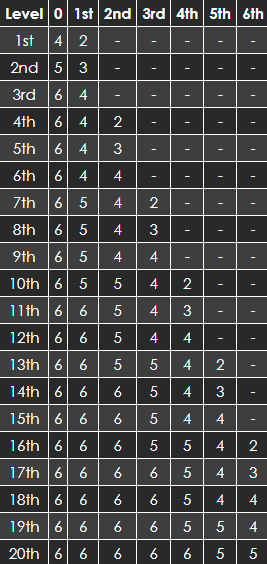 Level 0 1st 2nd 3rd 4th 5th 6th
1st 4 2 - - - - -
2nd 5 3 - - - - -
3rd 6 4 - - - - -
4th 6 4 2 - - - -
5th 6 4 3 - - - -
6th 6 4 4 - - - -
7th 6 5 4 2 - - -
8th 6 5 4 3 - - -
9th 6 5 4 4 - - -
10th 6 5 5 4 2 - -
11th 6 6 5 4 3 - -
12th 6 6 5 4 4 - -
13th 6 6 5 5 4 2 -
14th 6 6 6 5 4 3 -
15th 6 6 6 5 4 4 -
16th 6 6 6 5 5 4 2
17th 6 6 6 6 5 4 3
18th 6 6 6 6 5 4 4
19th 6 6 6 6 5 5 4
20th 6 6 6 6 6 5 5